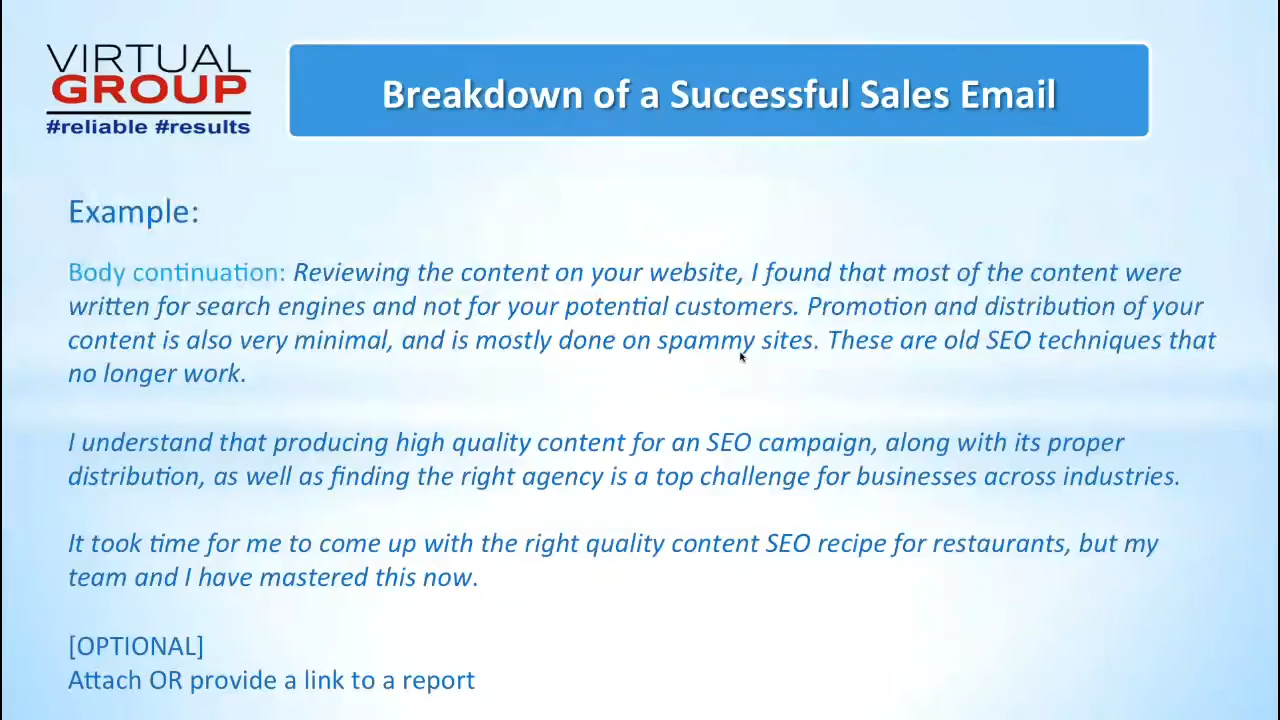 VIRTUAL
GROUP
#reliable #results
Breakdown of a Successful Sales Email
Example:
Body continuation: Reviewing the content on your website, I found that most of the content were
written for search engines and not for your potential customers. Promotion and distribution of your
content is also very minimal, and is mostly done on spammy sites. These are old SEO techniques that
no longer work.
I understand that producing high quality content for an SEO campaign, along with its proper
distribution, as well as finding the right agency is a top challenge for businesses across industries.
It took time for me to come up with the right quality content SEO recipe for restaurants, but my
team and I have mastered this now.
[OPTIONAL]
Attach OR provide a link to a report